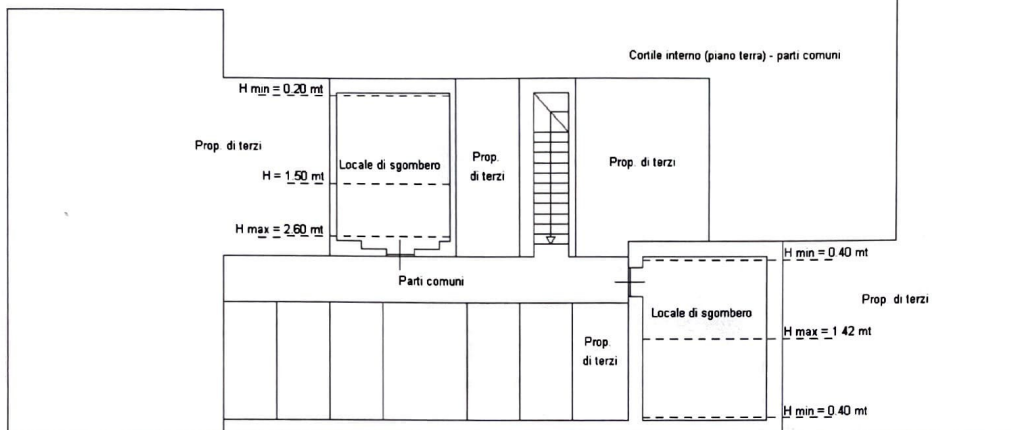 Cortile interno (piano terra) - parti comuni
H min = 0.20 mt
Prop. di terzi
Locale di sgombero
Prop.
di terzi
Prop. di terzi
H = 1.50 mt
H max = 2.60 mt
H min = 0.40 mt
Parti comuni
Prop. di terzi
Locale di sgombero
H max = 1.42 mt
Prop.
di terzi
H min = 0.40 mt